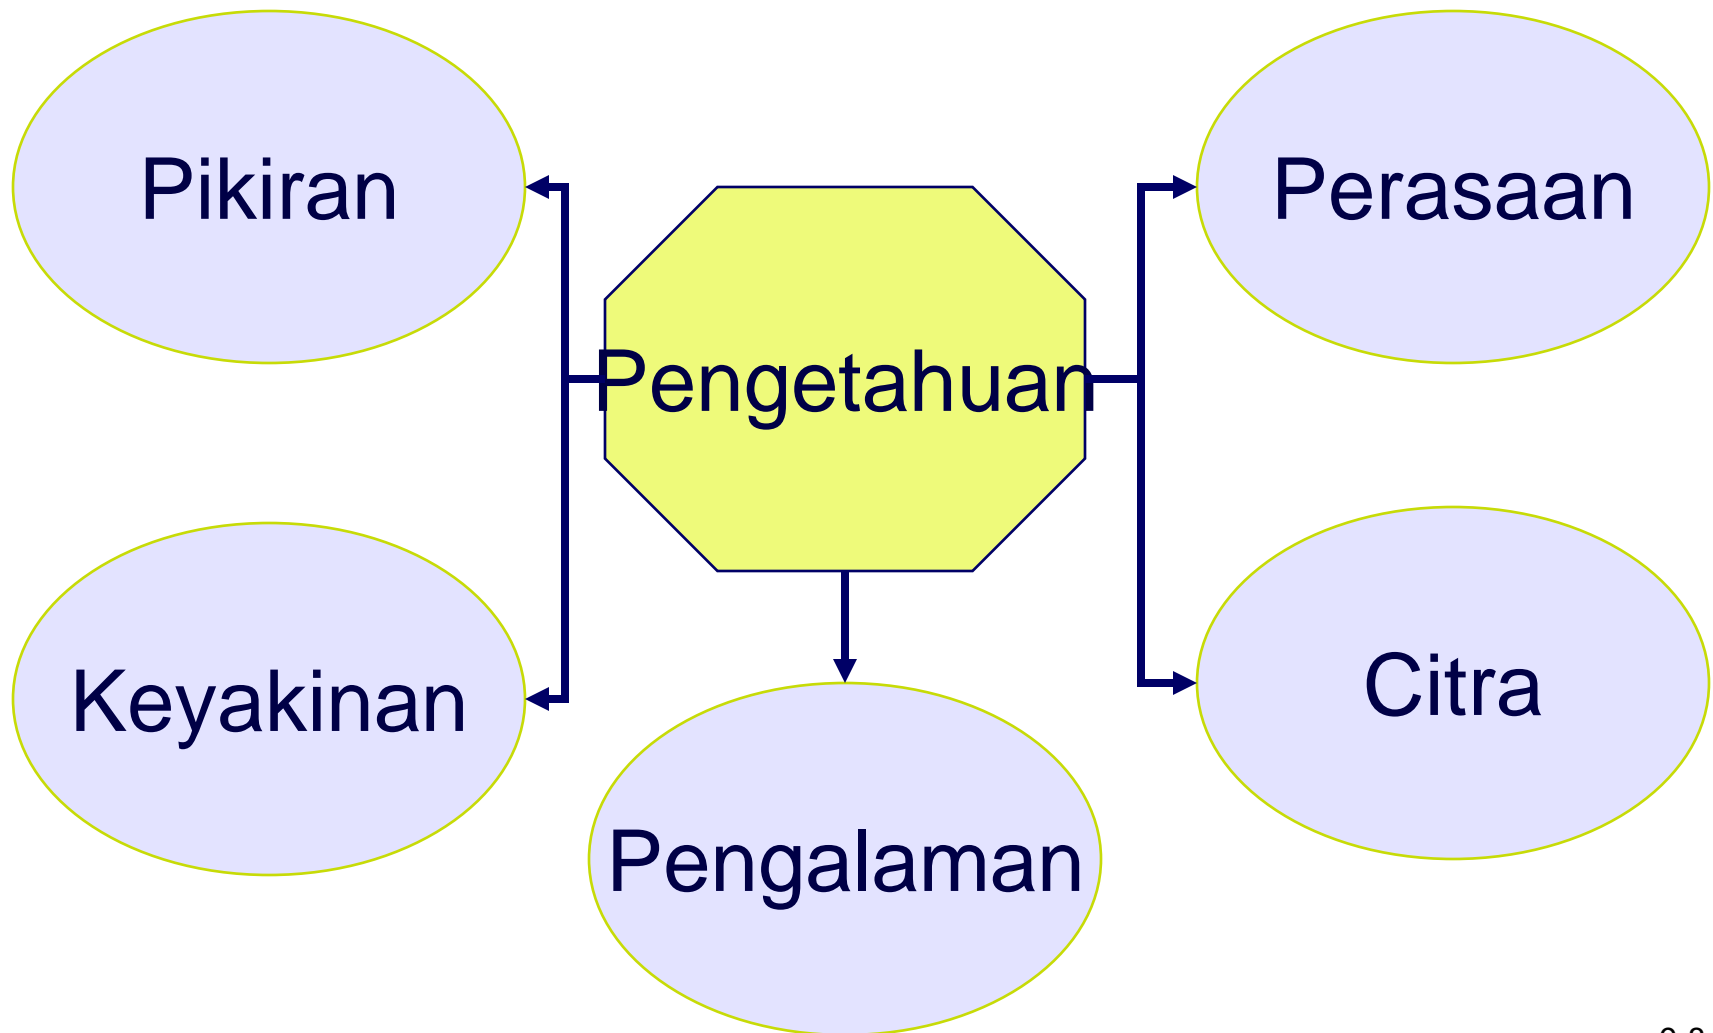 Pikiran
Perasaan
Pengetahuan
Keyakinan
Citra
Pengalaman